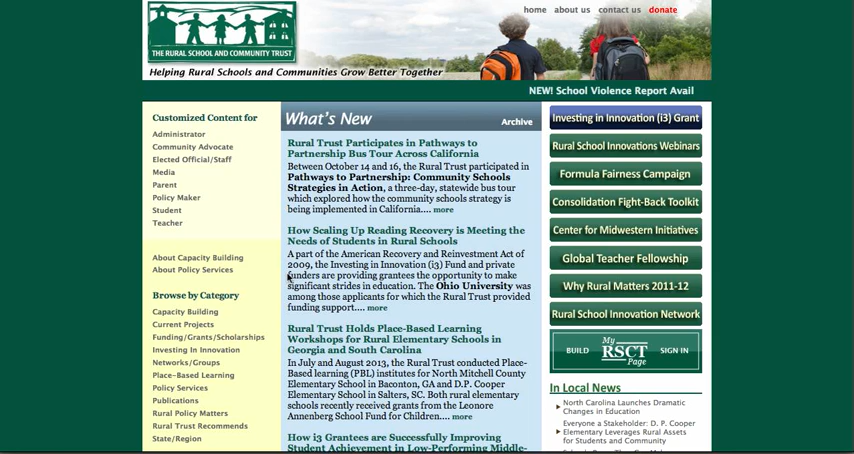 home about us contact us donate
THE RURAL SCHOOL AND COMMUNITY TRUST
Helping Rural Schools and Communities Grow Better Together
NEW! School Violence Report Avail
Customized Content for
Administrator
Community Advocate
Elected Official/Staff
Media
Parent
Policy Maker
Student
Teacher
About Capacity Building
About Policy Services
Browse by Category
Capacity Building
Current Projects
Funding/Grants/Scholarships
Investing In Innovation
Networks/Groups
Place-Based Learning
Policy Services
Publications
Rural Policy Matters
Rural Trust Recommends
State/Region
What's New Archive
Rural Trust Participates in Pathways to
Partnership Bus Tour Across California
Between October 14 and 16, the Rural Trust participated in
Pathways to Partnership: Community Schools
Strategies in Action, a three-day, statewide bus tour
which explored how the community schools strategy is
being implemented in California.... more
How Scaling Up Reading Recovery is Meeting the
Needs of Students in Rural Schools
A part of the American Recovery and Reinvestment Act of
2009, the Investing in Innovation (i3) Fund and private
funders are providing grantees the opportunity to make
significant strides in education. The Ohio University was
among those applicants for which the Rural Trust provided
funding support.... more
Rural Trust Holds Place-Based Learning
Workshops for Rural Elementary Schools in
Georgia and South Carolina
In July and August 2013, the Rural Trust conducted Place-
Based learning (PBL) institutes for North Mitchell County
Elementary School in Baconton, GA and D.P. Cooper
Elementary School in Salters, SC. Both rural elementary
schools recently received grants from the Leonore
Annenberg School Fund for Children.... more
How i3 Grantees are Successfully Improving
Student Achievement in Low-Performing Middle-
Investing in Innovation (i3) Grant
Rural School Innovations Webinars
Formula Fairness Campaign
Consolidation Fight-Back Toolkit
Center for Midwestern Initiatives
Global Teacher Fellowship
Why Rural Matters 2011-12
Rural School Innovation Network
BUILD My RSCT Page SIGN IN
In Local News
North Carolina Launches Dramatic
Changes in Education
Everyone a Stakeholder: D. P. Cooper
Elementary Leverages Rural Assets
for Students and Community